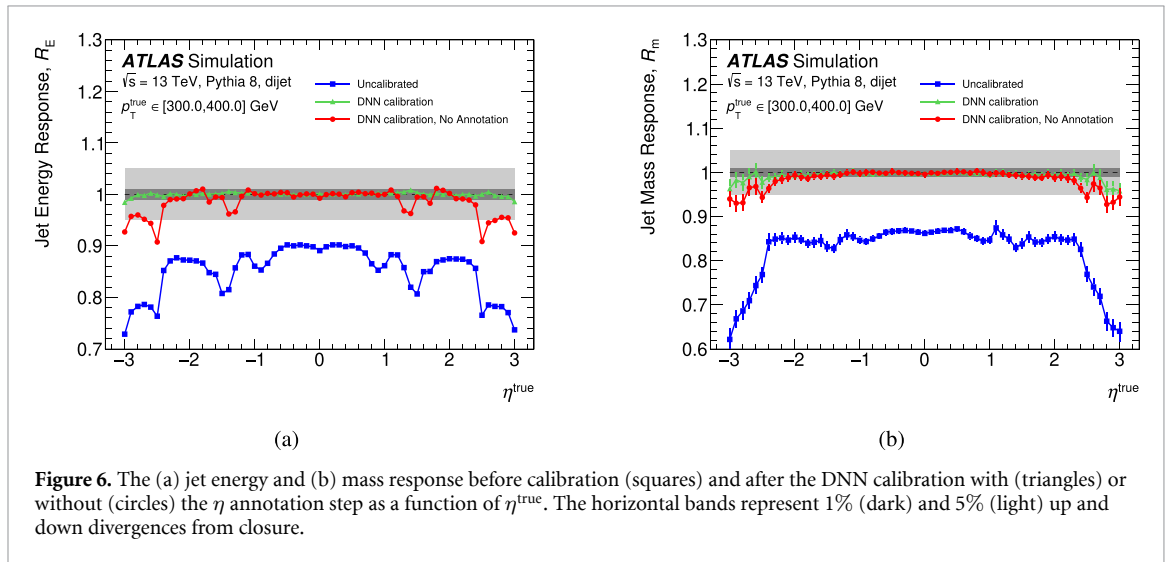 ATLAS Simulation
√s = 13 TeV, Pythia 8, dijet
p_T^true ∈ [300.0,400.0] GeV
Uncalibrated
DNN calibration
DNN calibration, No Annotation
Jet Energy Response, R_E
1.3
1.2
1.1
1
0.9
0.8
0.7
−3 −2 −1 0 1 2 3
η^true
(a)
ATLAS Simulation
√s = 13 TeV, Pythia 8, dijet
p_T^true ∈ [300.0,400.0] GeV
Uncalibrated
DNN calibration
DNN calibration, No Annotation
Jet Mass Response, R_m
1.3
1.2
1.1
1
0.9
0.8
0.7
0.6
−3 −2 −1 0 1 2 3
η^true
(b)
Figure 6. The (a) jet energy and (b) mass response before calibration (squares) and after the DNN calibration with (triangles) or
without (circles) the η annotation step as a function of η^true. The horizontal bands represent 1% (dark) and 5% (light) up and
down divergences from closure.